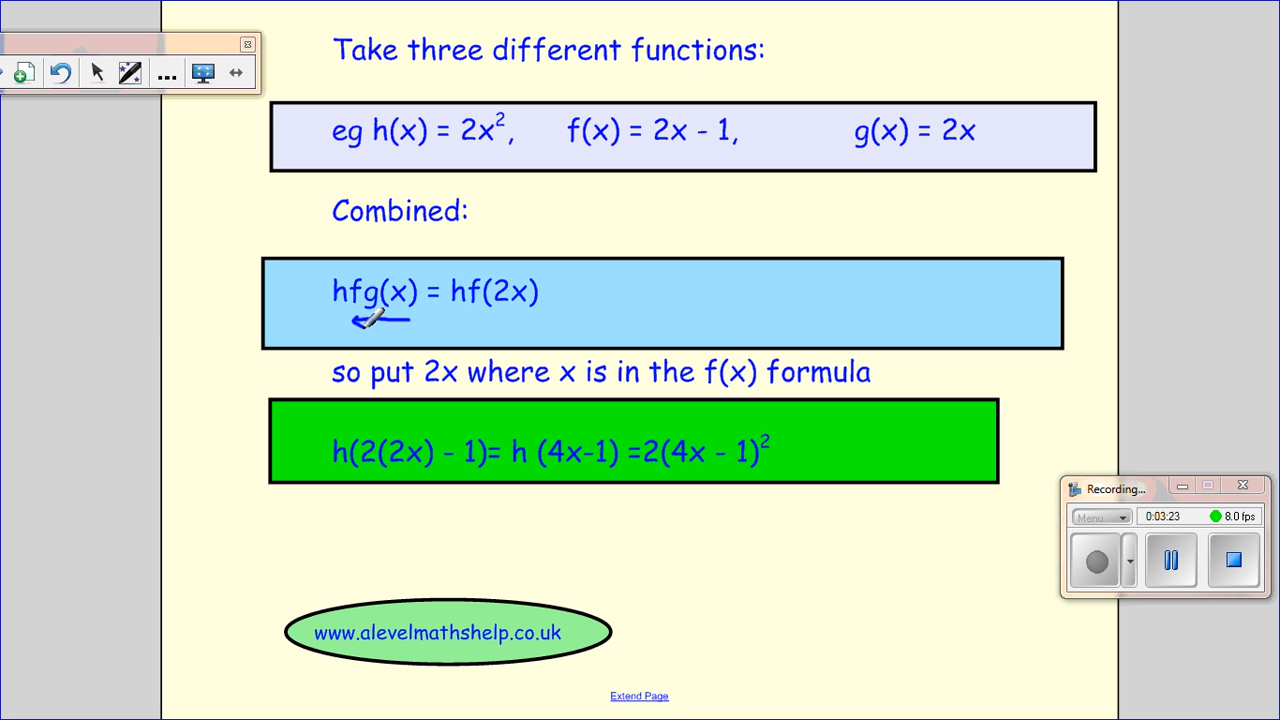 Take three different functions:
eg h(x) = 2x², f(x) = 2x - 1, g(x) = 2x
Combined:
hfg(x) = hf(2x)
so put 2x where x is in the f(x) formula
h(2(2x) - 1)= h (4x-1) =2(4x - 1)²
Recording...
Menu
0:03:23
8.0 fps
www.alevelmathshelp.co.uk
Extend Page